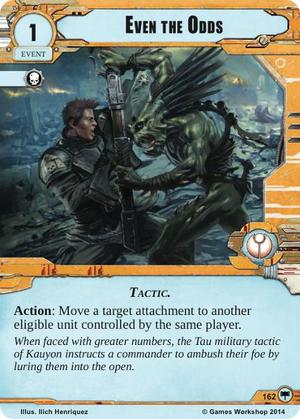 1
EVENT
EVEN THE ODDS
TACTIC.
Action: Move a target attachment to another
eligible unit controlled by the same player.
When faced with greater numbers, the Tau military tactic
of Kauyon instructs a commander to ambush their foe by
luring them into the open.
162
Illus. Ilich Henriquez
© Games Workshop 2014